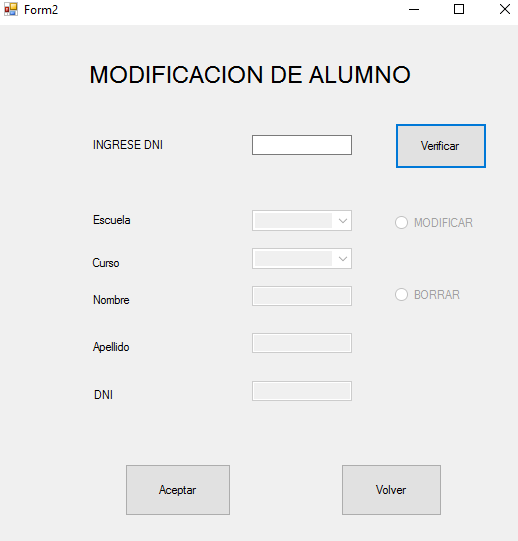 Form2
MODIFICACION DE ALUMNO
INGRESE DNI
Verificar
Escuela
MODIFICAR
Curso
Nombre
BORRAR
Apellido
DNI
Aceptar
Volver